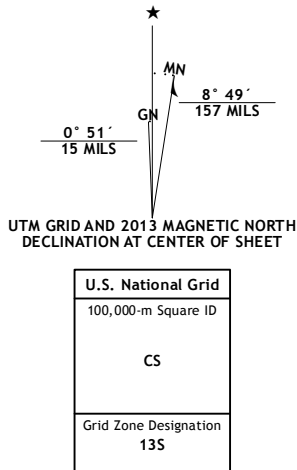 ★
MN
GN
8° 49´
157 MILS
0° 51´
15 MILS
UTM GRID AND 2013 MAGNETIC NORTH
DECLINATION AT CENTER OF SHEET
U.S. National Grid
100,000-m Square ID
CS
Grid Zone Designation
13S